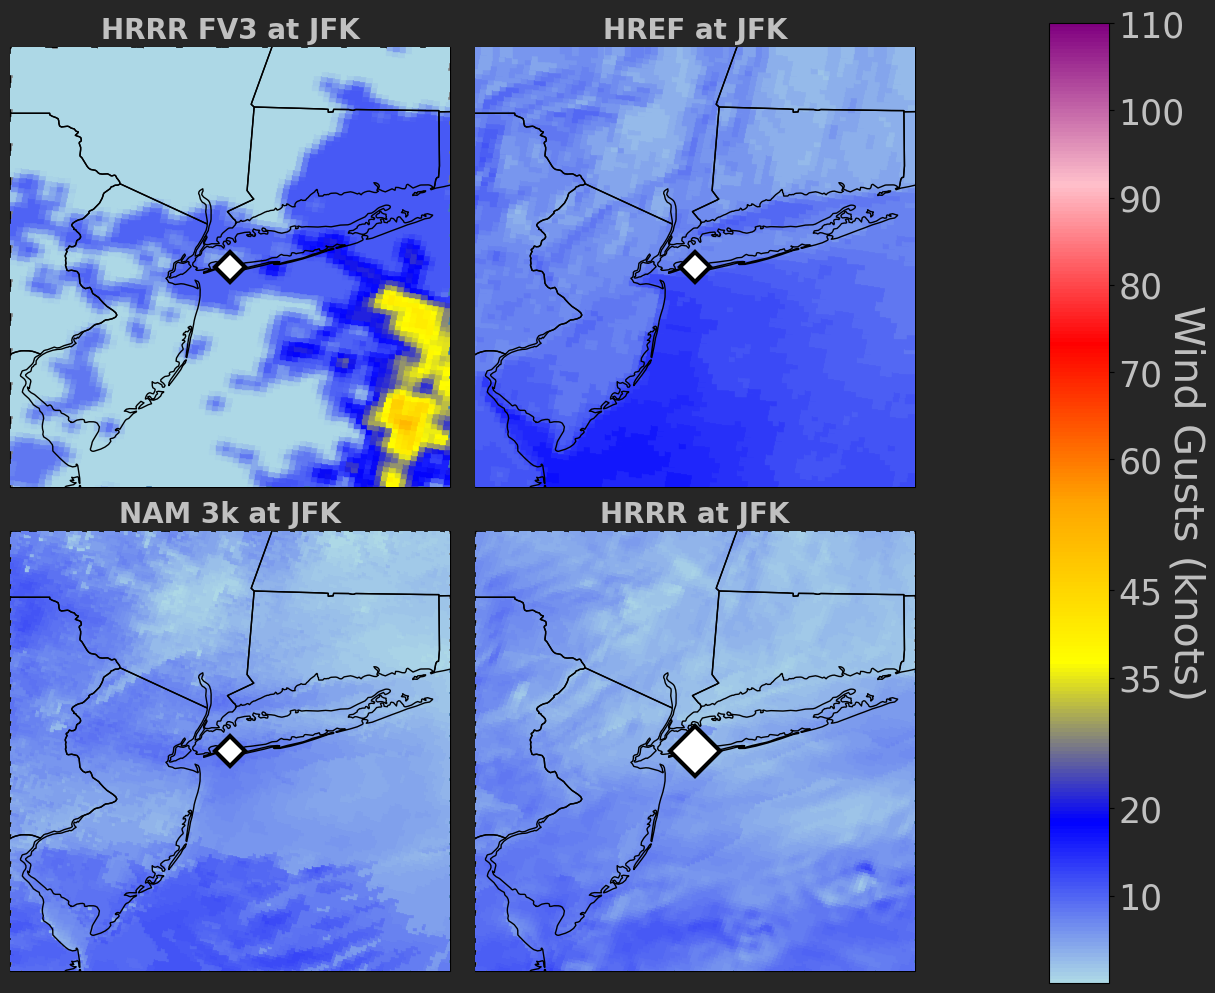 HRRR FV3 at JFK
HREF at JFK
NAM 3k at JFK
HRRR at JFK
110
100
90
80
70
60
45
35
20
10
Wind Gusts (knots)